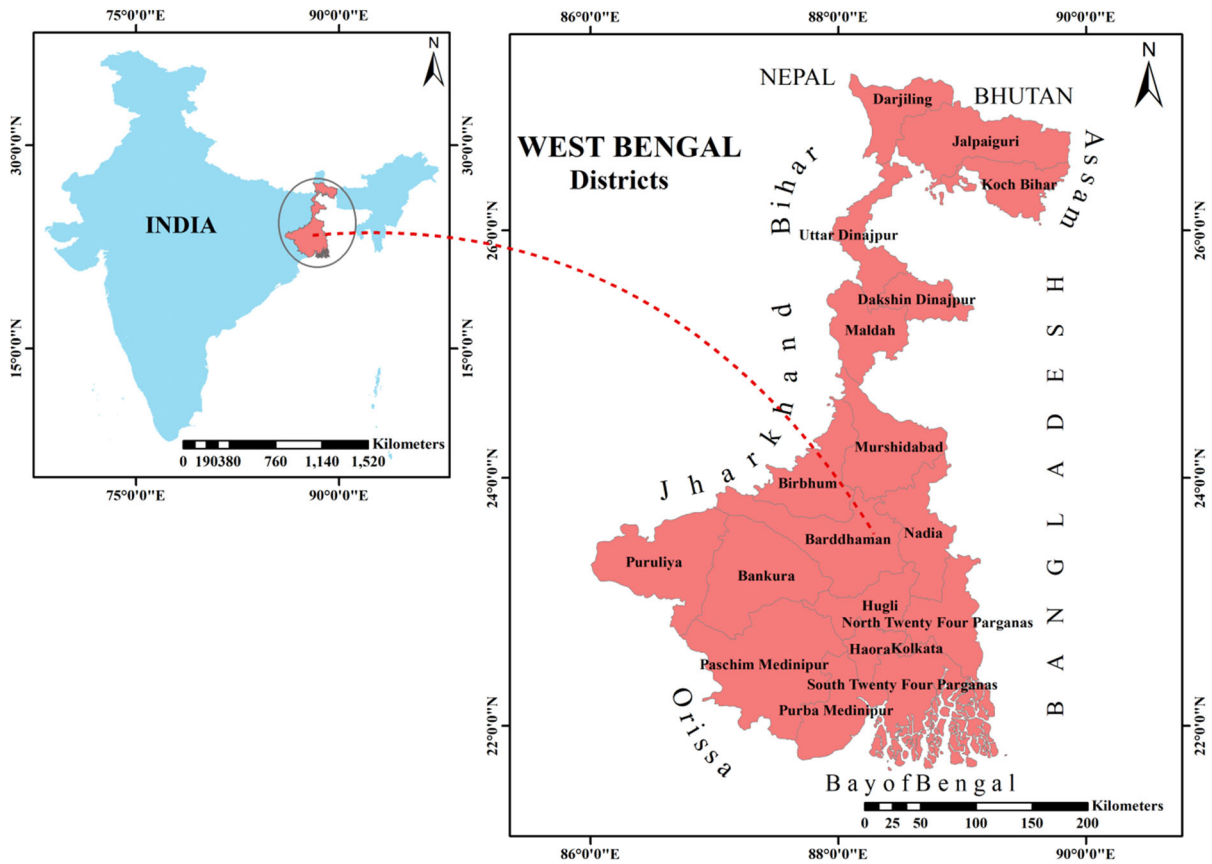 75°0'0"E 90°0'0"E
86°0'0"E 88°0'0"E 90°0'0"E
30°0'0"N
15°0'0"N
30°0'0"N
15°0'0"N
N
INDIA
Kilometers
0 190380 760 1,140 1,520
75°0'0"E 90°0'0"E
26°0'0"N
24°0'0"N
22°0'0"N
N
WEST BENGAL
Districts
NEPAL
BHUTAN
Assam
Bihar
Jharkhand
Orissa
BANGLADESH
Darjiling
Jalpaiguri
Koch Bihar
Uttar Dinajpur
Dakshin Dinajpur
Maldah
Murshidabad
Birbhum
Barddhaman
Nadia
Puruliya
Bankura
Hugli
North Twenty Four Parganas
Haora Kolkata
Paschim Medinipur
South Twenty Four Parganas
Purba Medinipur
Bay of Bengal
Kilometers
0 25 50 100 150 200
26°0'0"N
24°0'0"N
22°0'0"N
86°0'0"E 88°0'0"E 90°0'0"E